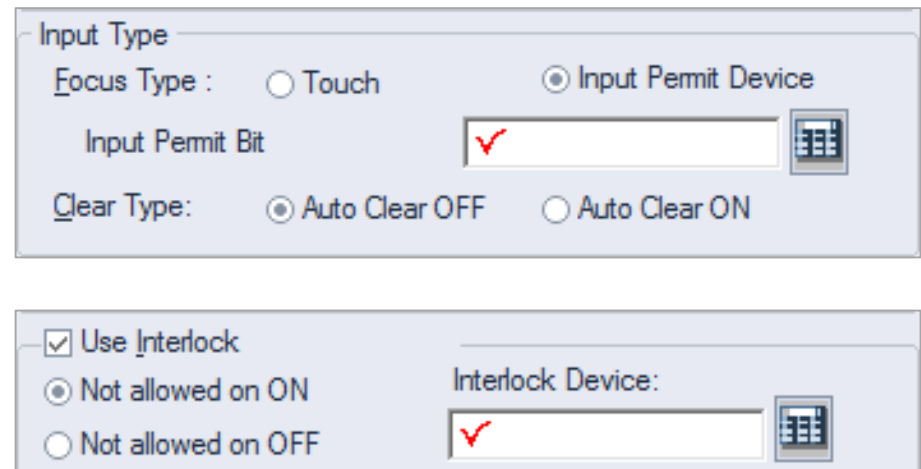 Input Type
Focus Type : Touch Input Permit Device
Input Permit Bit
Clear Type: Auto Clear OFF Auto Clear ON
Use Interlock
Not allowed on ON Interlock Device:
Not allowed on OFF